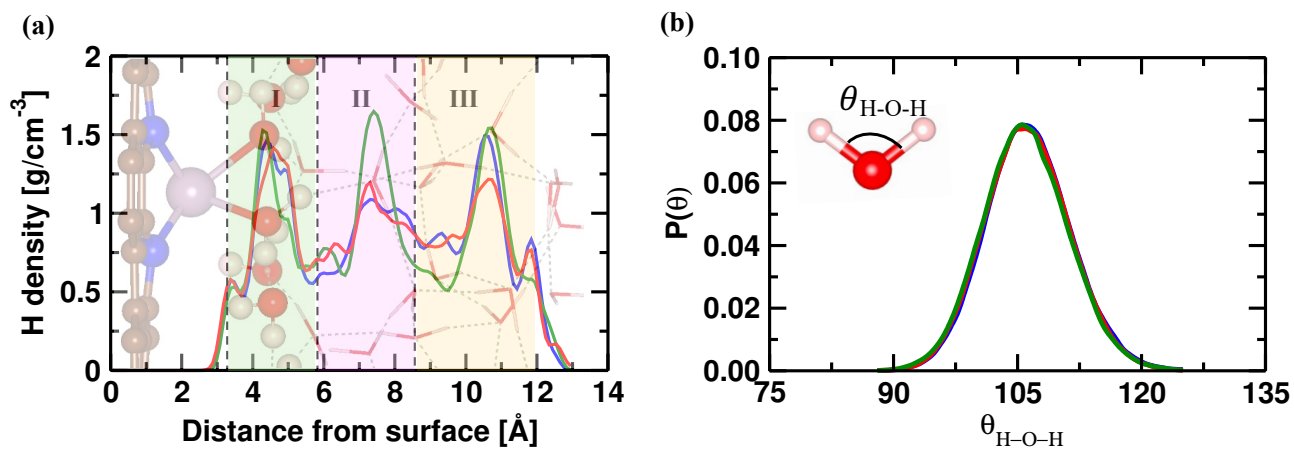 (a)
H density [g/cm⁻³]
2
1.5
1
0.5
0
I II III
0 2 4 6 8 10 12 14
Distance from surface [Å]
(b)
P(θ)
0.10
0.08
0.06
0.04
0.02
0.00
θH-O-H
75 90 105 120 135
θH–O–H